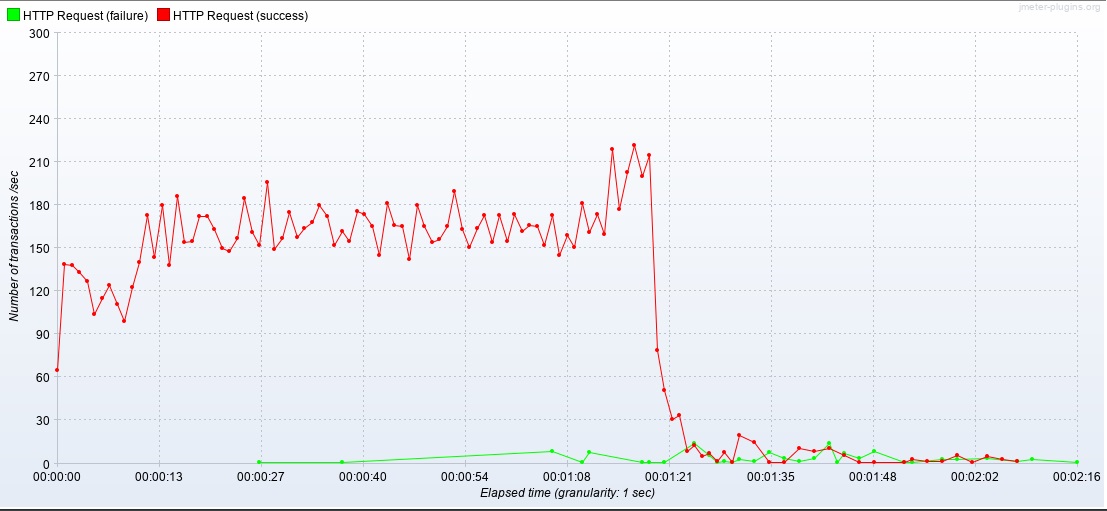 jmeter-plugins.org
HTTP Request (failure) HTTP Request (success)
300
270
240
210
180
150
120
90
60
30
0
Number of transactions /sec
00:00:00 00:00:13 00:00:27 00:00:40 00:00:54 00:01:08 00:01:21 00:01:35 00:01:48 00:02:02 00:02:16
Elapsed time (granularity: 1 sec)